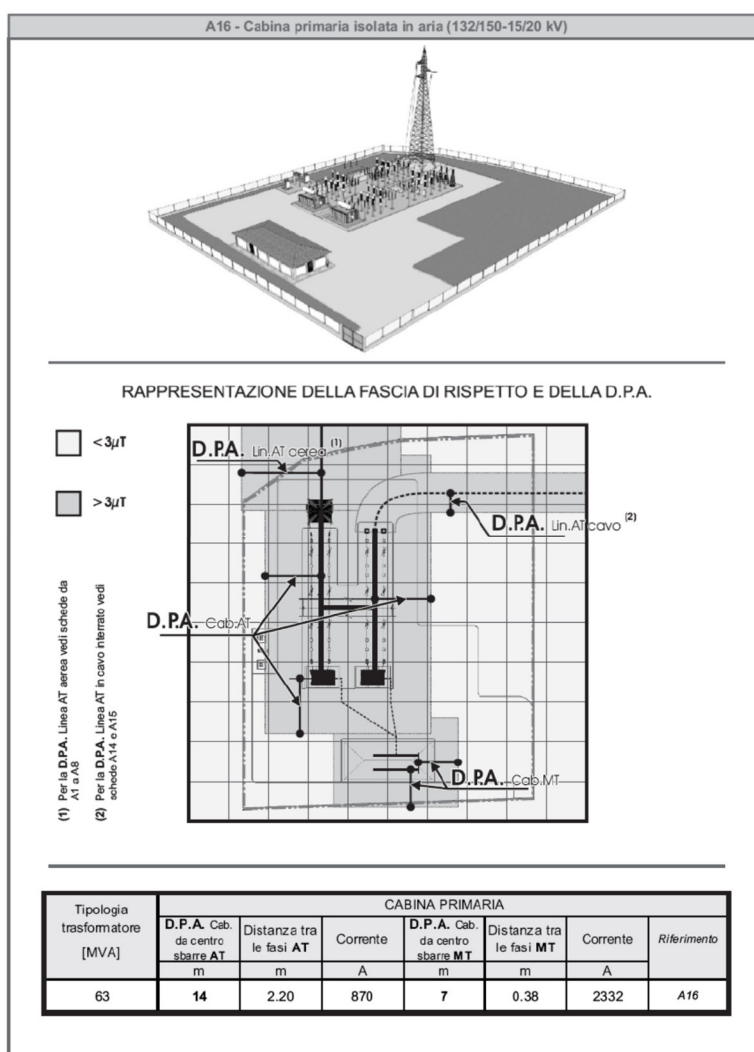 A16 - Cabina primaria isolata in aria (132/150-15/20 kV)
RAPPRESENTAZIONE DELLA FASCIA DI RISPETTO E DELLA D.P.A.
<3µT
>3µT
D.P.A. Lin.AT cerea (1)
D.P.A. Lin.AT cavo (2)
D.P.A. Cab.AT
D.P.A. Cab.MT
(1) Per la D.P.A. Linea AT aerea vedi schede da
A1 a A8
(2) Per la D.P.A. Linea AT in cavo interrato vedi
schede A14 e A15
Tipologia
trasformatore
[MVA]
CABINA PRIMARIA
D.P.A. Cab.
da centro
sbarre AT
Distanza tra
le fasi AT
Corrente
D.P.A. Cab.
da centro
sbarre MT
Distanza tra
le fasi MT
Corrente
Riferimento
m m A m m A
63 14 2.20 870 7 0.38 2332 A16